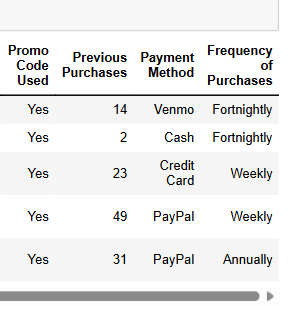 Promo Code Used Previous Purchases Payment Method Frequency of Purchases
Yes 14 Venmo Fortnightly
Yes 2 Cash Fortnightly
Yes 23 Credit Card Weekly
Yes 49 PayPal Weekly
Yes 31 PayPal Annually